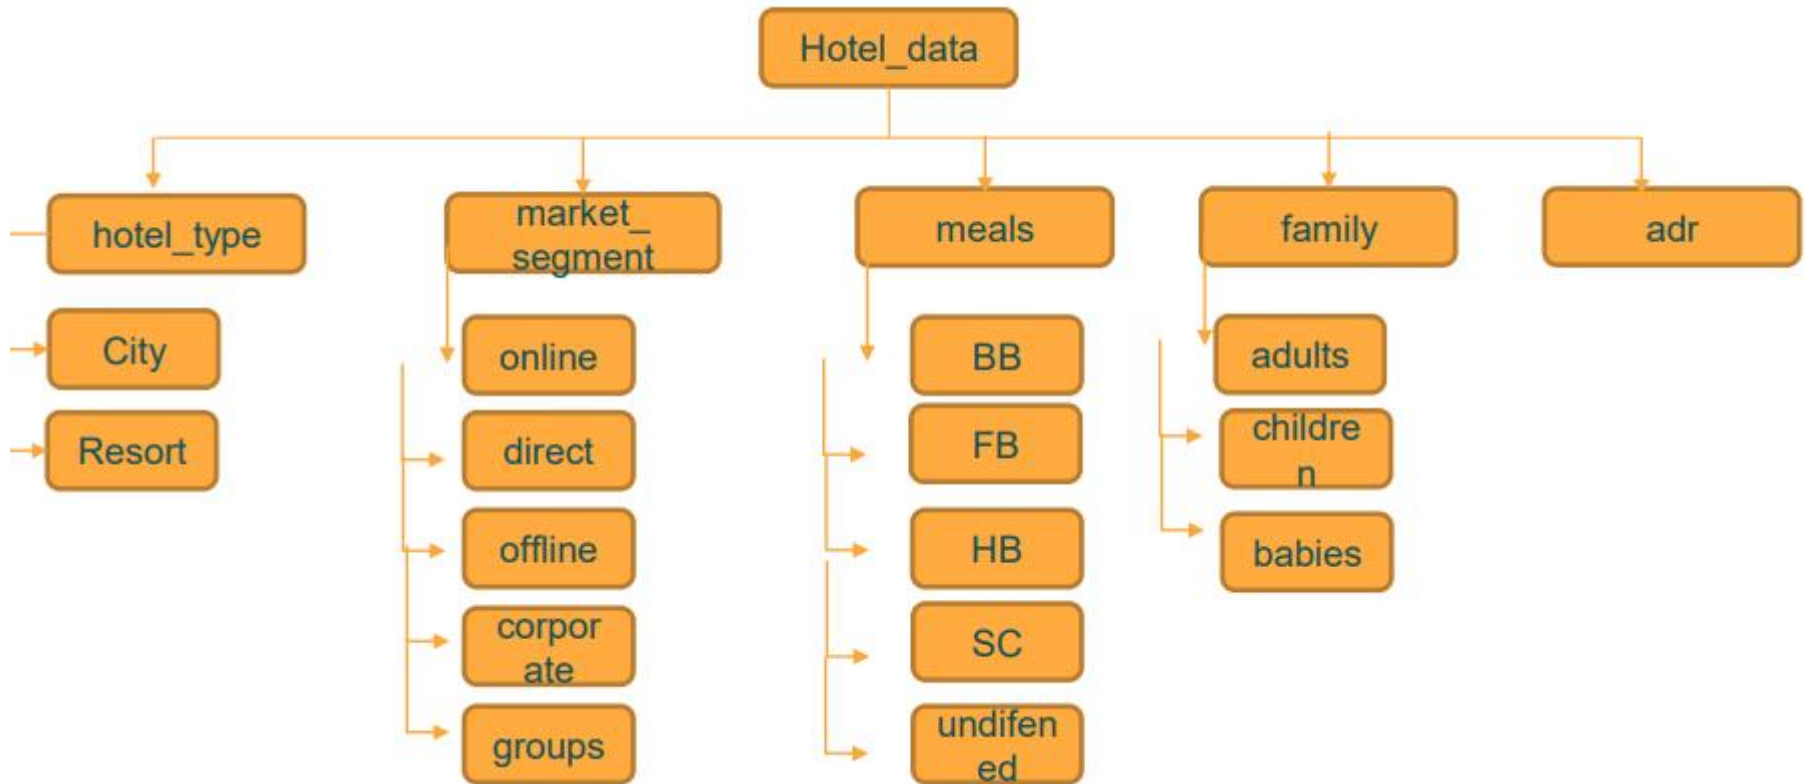 Hotel_data
hotel_type
market_
segment
meals
family
adr
City
Resort
online
direct
offline
corpor
ate
groups
BB
FB
HB
SC
undifen
ed
adults
childre
n
babies